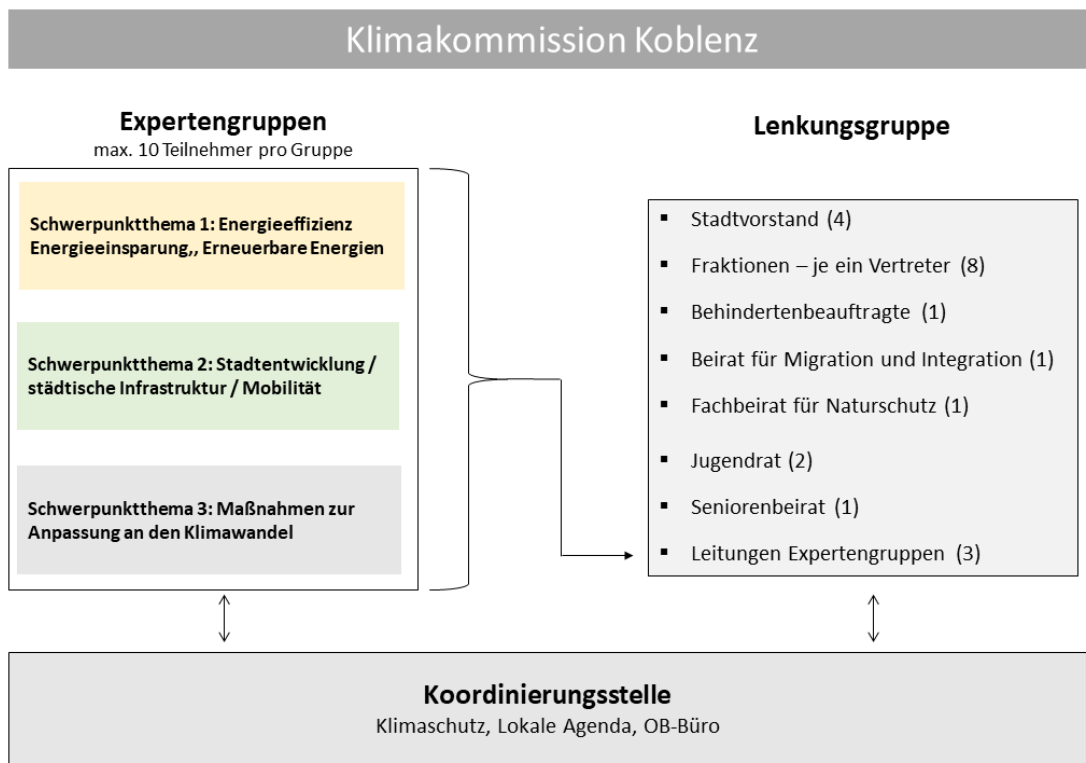 Klimakommission Koblenz
Expertengruppen
max. 10 Teilnehmer pro Gruppe
Schwerpunktthema 1: Energieeffizienz
Energieeinsparung,, Erneuerbare Energien
Schwerpunktthema 2: Stadtentwicklung /
städtische Infrastruktur / Mobilität
Schwerpunktthema 3: Maßnahmen zur
Anpassung an den Klimawandel
Lenkungsgruppe
▪ Stadtvorstand (4)
▪ Fraktionen – je ein Vertreter (8)
▪ Behindertenbeauftragte (1)
▪ Beirat für Migration und Integration (1)
▪ Fachbeirat für Naturschutz (1)
▪ Jugendrat (2)
▪ Seniorenbeirat (1)
▪ Leitungen Expertengruppen (3)
Koordinierungsstelle
Klimaschutz, Lokale Agenda, OB-Büro